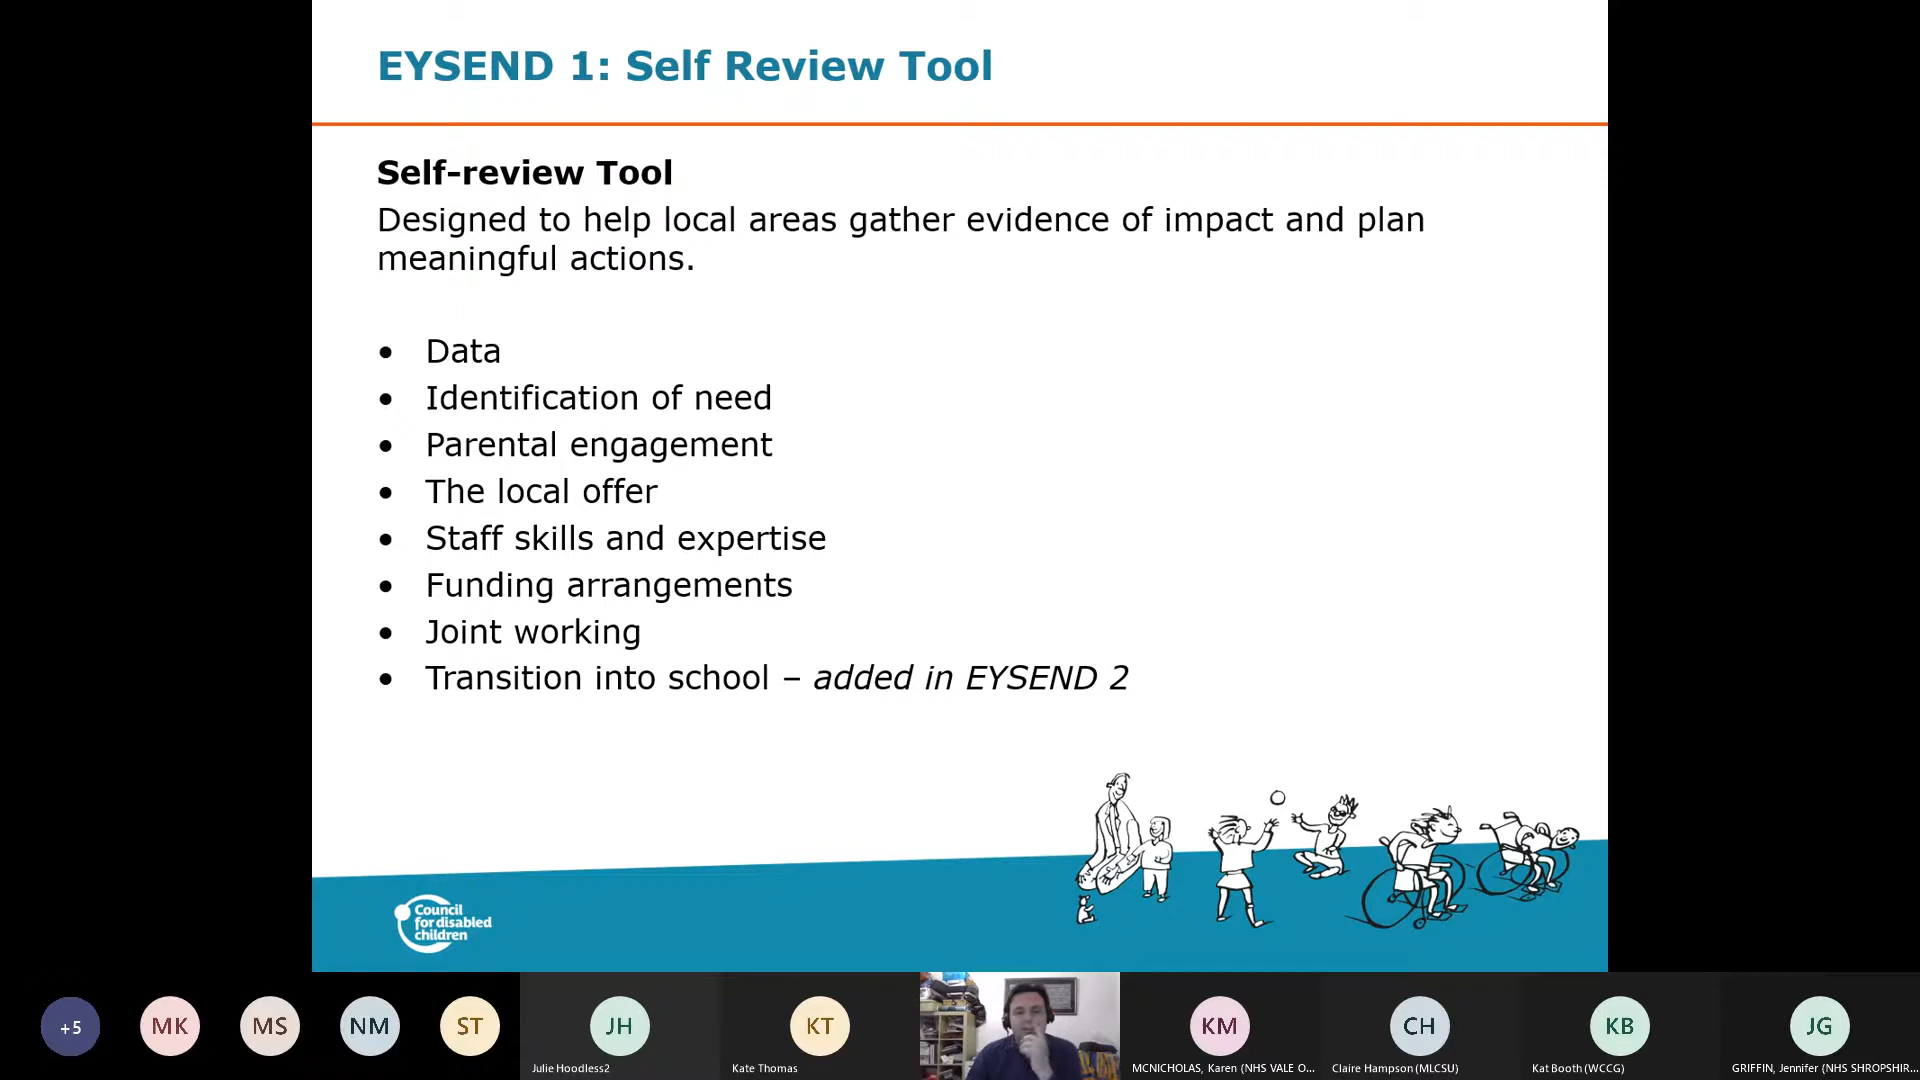 EYSEND 1: Self Review Tool
Self-review Tool
Designed to help local areas gather evidence of impact and plan
meaningful actions.
• Data
• Identification of need
• Parental engagement
• The local offer
• Staff skills and expertise
• Funding arrangements
• Joint working
• Transition into school – added in EYSEND 2
Council
for disabled
children
+5
MK
MS
NM
ST
JH
KT
KM
CH
KB
JG
Julie Hoodless2
Kate Thomas
MCNICHOLAS, Karen (NHS VALE O...
Claire Hampson (MLCSU)
Kat Booth (WCCG)
GRIFFIN, Jennifer (NHS SHROPSHIR...